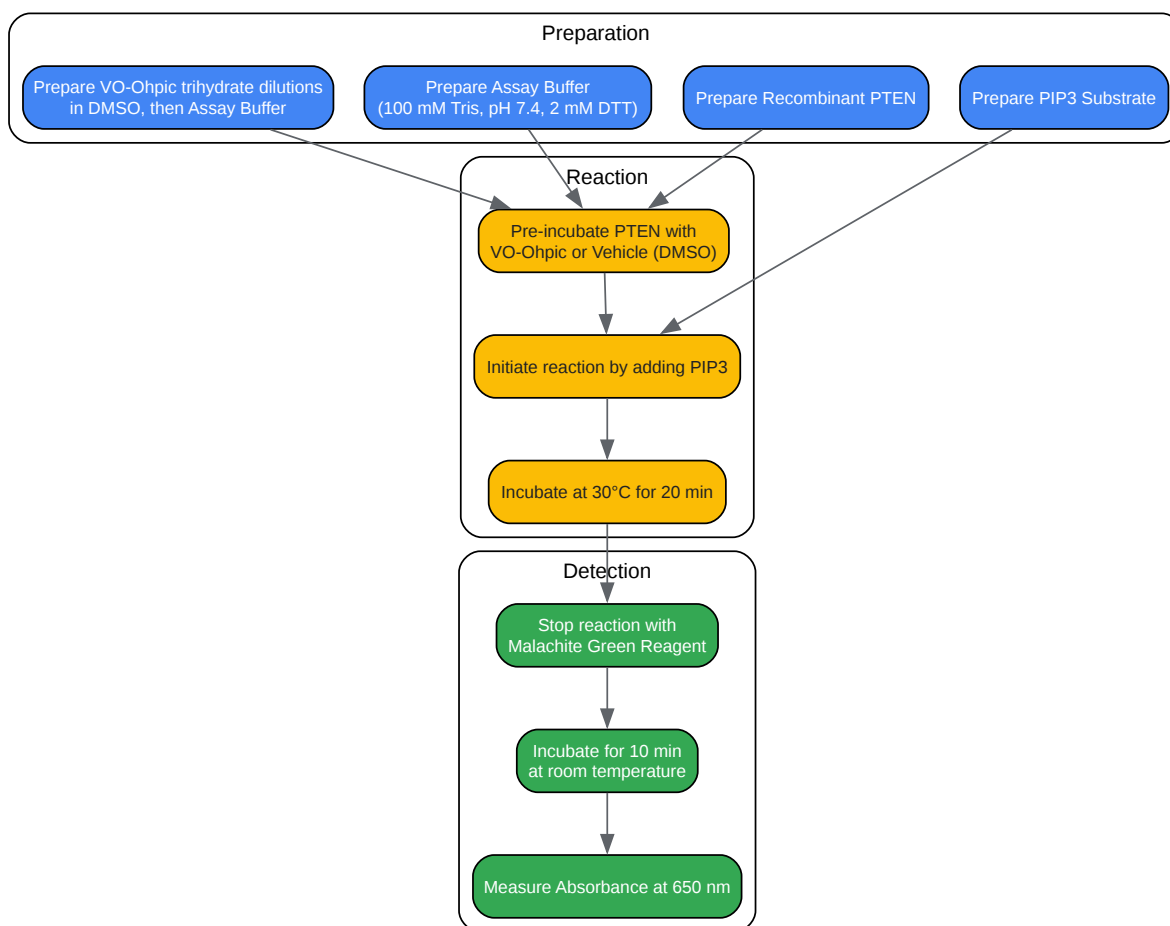 Preparation
Prepare VO-Ohpic trihydrate dilutions
in DMSO, then Assay Buffer
Prepare Assay Buffer
(100 mM Tris, pH 7.4, 2 mM DTT)
Prepare Recombinant PTEN
Prepare PIP3 Substrate
Reaction
Pre-incubate PTEN with
VO-Ohpic or Vehicle (DMSO)
Initiate reaction by adding PIP3
Incubate at 30°C for 20 min
Detection
Stop reaction with
Malachite Green Reagent
Incubate for 10 min
at room temperature
Measure Absorbance at 650 nm